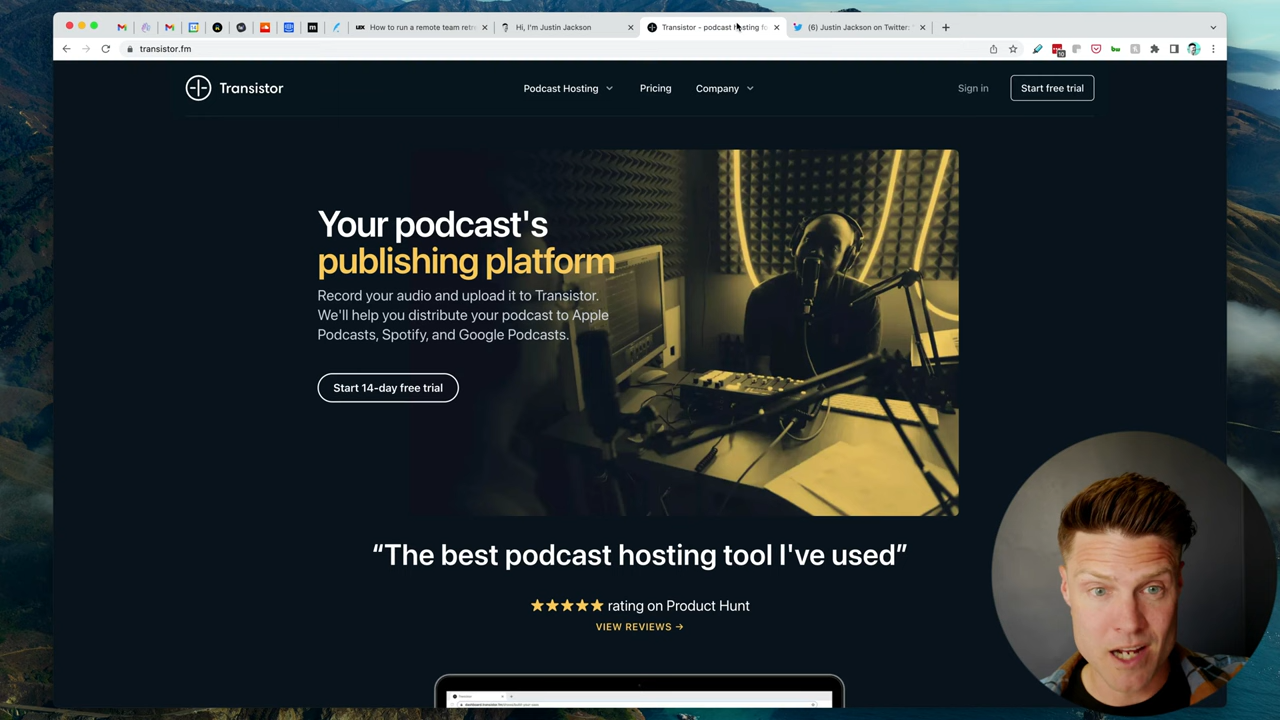 How to run a remote team retr
Hi, I'm Justin Jackson
Transistor - podcast hosting fo
(6) Justin Jackson on Twitter:
transistor.fm
Transistor
Podcast Hosting
Pricing
Company
Sign in
Start free trial
Your podcast's
publishing platform
Record your audio and upload it to Transistor.
We'll help you distribute your podcast to Apple
Podcasts, Spotify, and Google Podcasts.
Start 14-day free trial
“The best podcast hosting tool I've used”
★★★★★ rating on Product Hunt
VIEW REVIEWS →